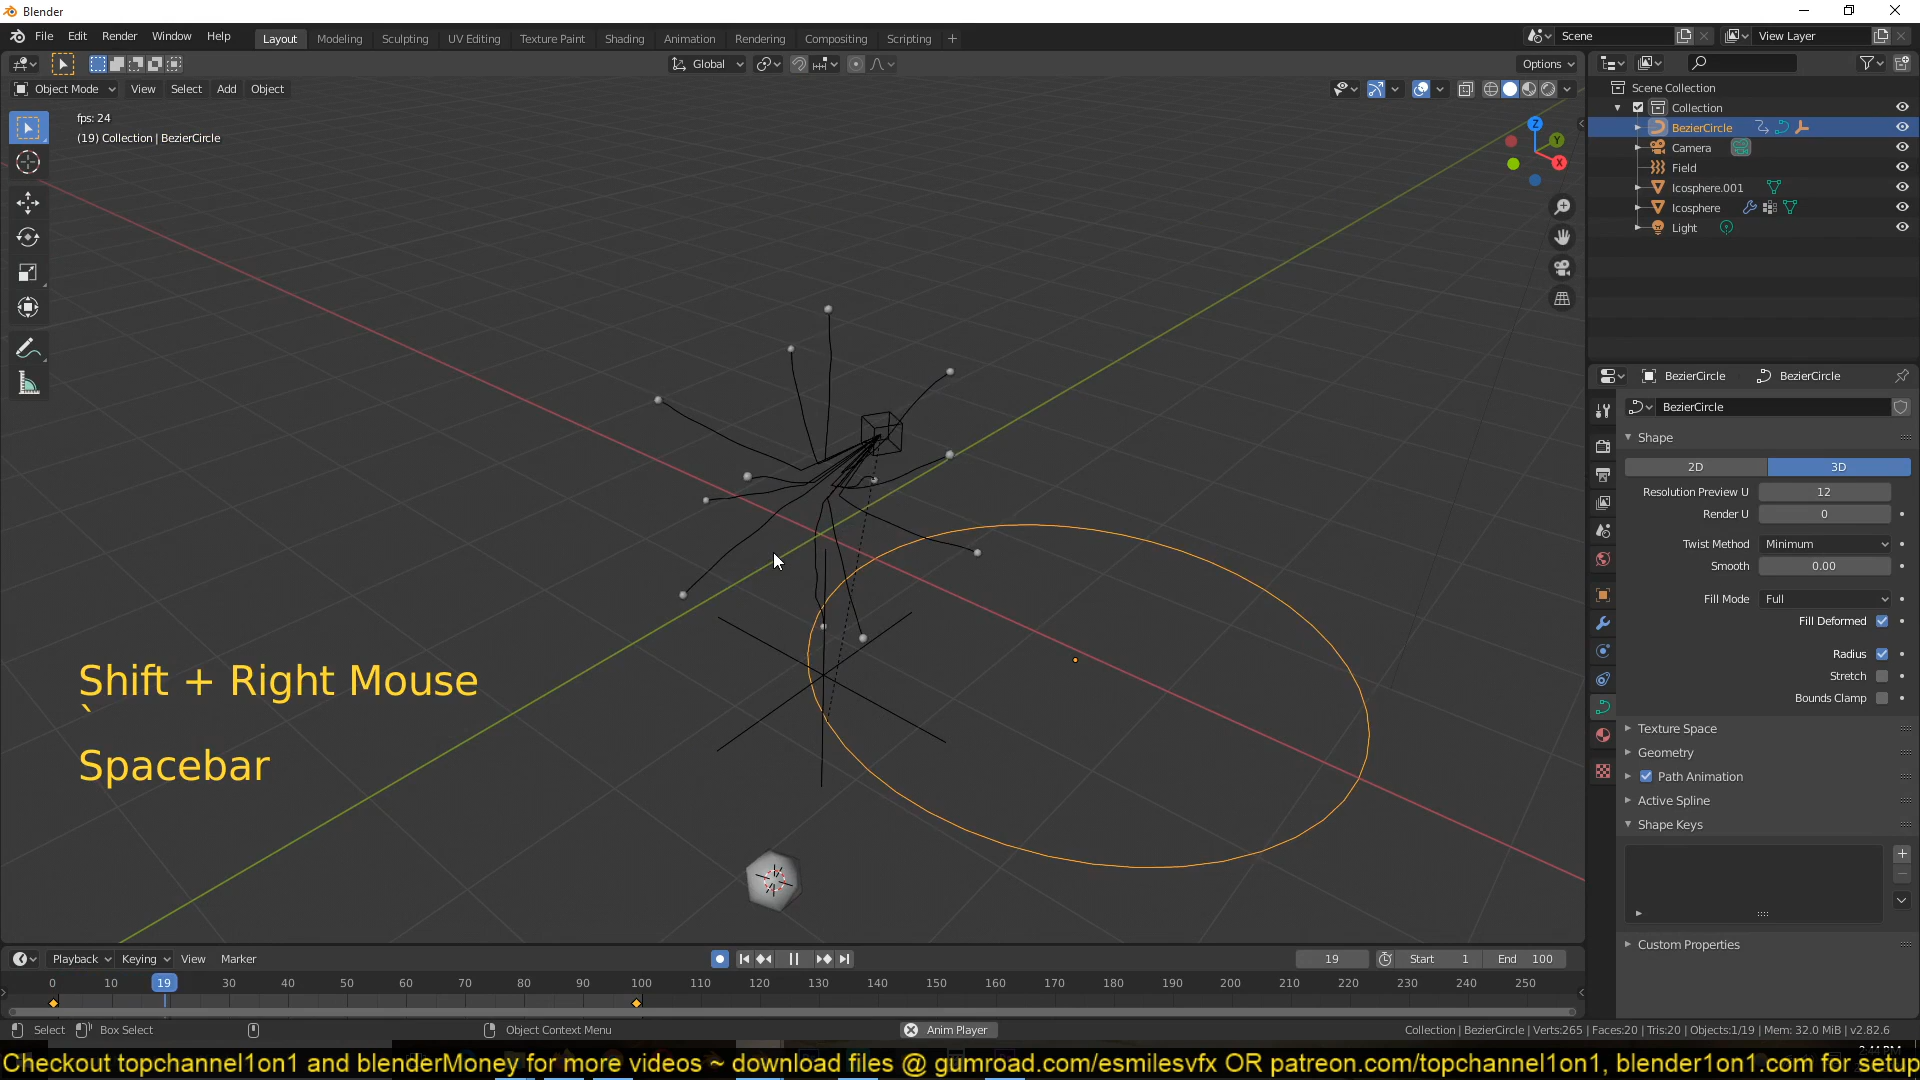 Blender
File Edit Render Window Help
Layout Modeling Sculpting UV Editing Texture Paint Shading Animation Rendering Compositing Scripting +
Scene View Layer
Global Options
Object Mode View Select Add Object
fps: 24
(19) Collection | BezierCircle
Z
Y
X
Scene Collection
Collection
BezierCircle
Camera
Field
Icosphere.001
Icosphere
Light
BezierCircle BezierCircle
BezierCircle
Shape
2D 3D
Resolution Preview U 12
Render U 0
Twist Method Minimum
Smooth 0.00
Fill Mode Full
Fill Deformed
Radius
Stretch
Bounds Clamp
Texture Space
Geometry
Path Animation
Active Spline
Shape Keys
Custom Properties
Shift + Right Mouse
`
Spacebar
Playback Keying View Marker 19 Start 1 End 100
0 10 19 30 40 50 60 70 80 90 100 110 120 130 140 150 160 170 180 190 200 210 220 230 240 250
Select Box Select Object Context Menu Anim Player Collection | BezierCircle | Verts:265 | Faces:20 | Tris:20 | Objects:1/19 | Mem: 32.0 MiB | v2.82.6
Checkout topchannel1on1 and blenderMoney for more videos ~ download files @ gumroad.com/esmilesvfx OR patreon.com/topchannel1on1, blender1on1.com for setup